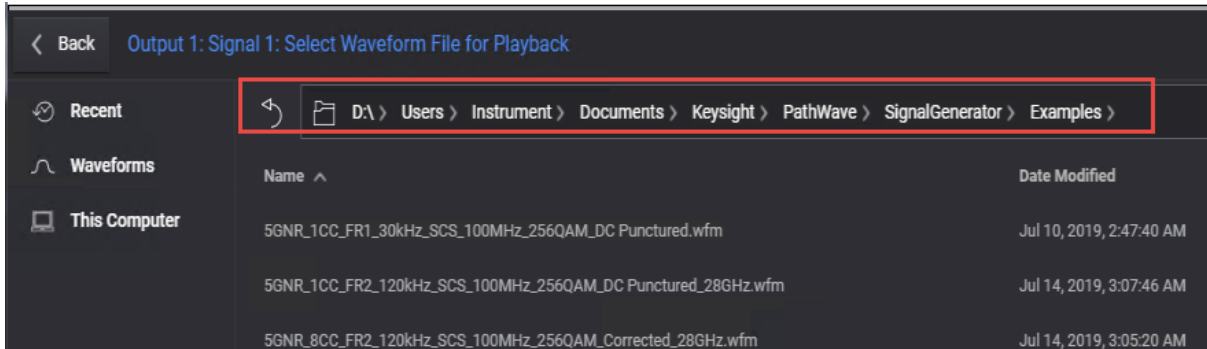 Back Output 1: Signal 1: Select Waveform File for Playback
Recent
Waveforms
This Computer
D:\ Users Instrument Documents Keysight PathWave SignalGenerator Examples
Name Date Modified
5GNR_1CC_FR1_30kHz_SCS_100MHz_256QAM_DC Punctured.wfm Jul 10, 2019, 2:47:40 AM
5GNR_1CC_FR2_120kHz_SCS_100MHz_256QAM_DC Punctured_28GHz.wfm Jul 14, 2019, 3:07:46 AM
5GNR_8CC_FR2_120kHz_SCS_100MHz_256QAM_Corrected_28GHz.wfm Jul 14, 2019, 3:05:20 AM